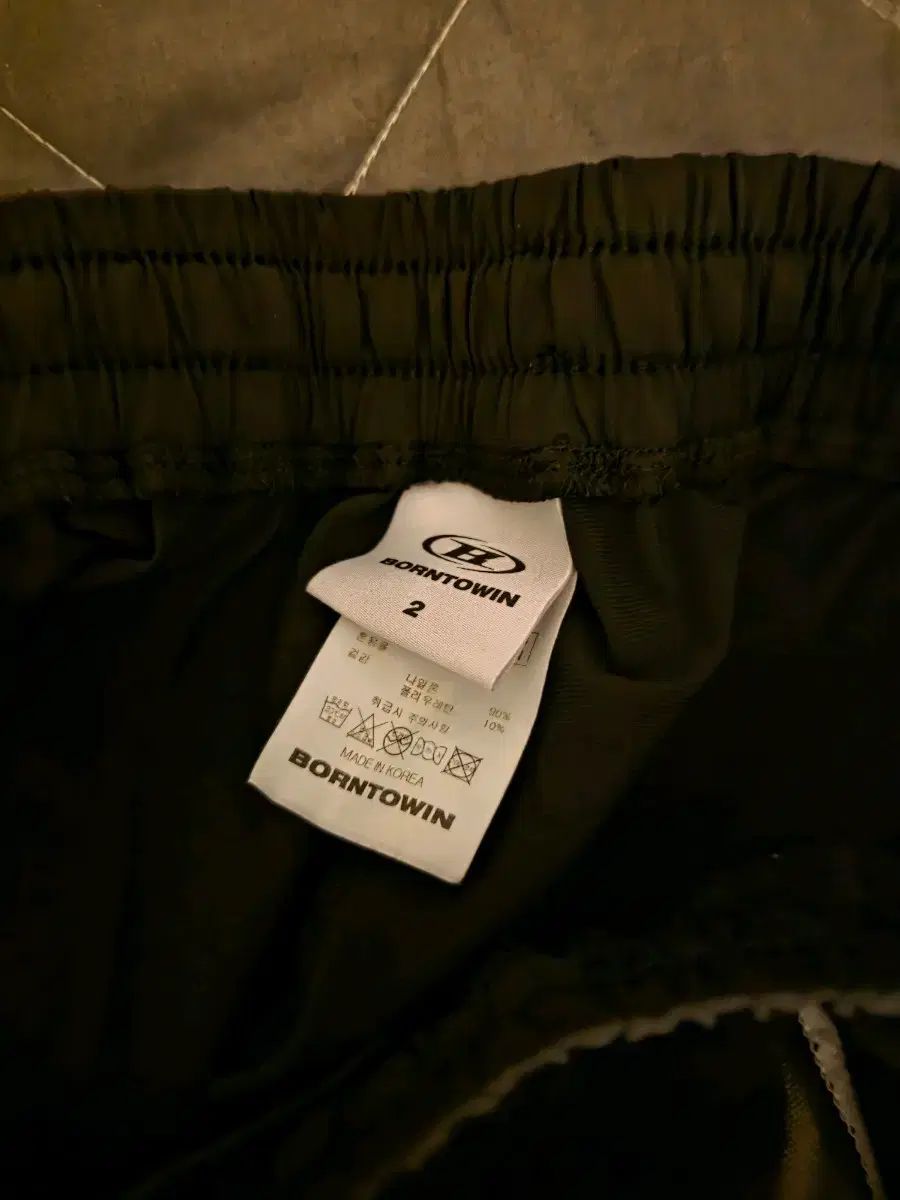 BORNTOWIN
2
혼용률
겉감
나일론 90%
폴리우레탄 10%
취급시 주의사항
MADE IN KOREA
BORNTOWIN